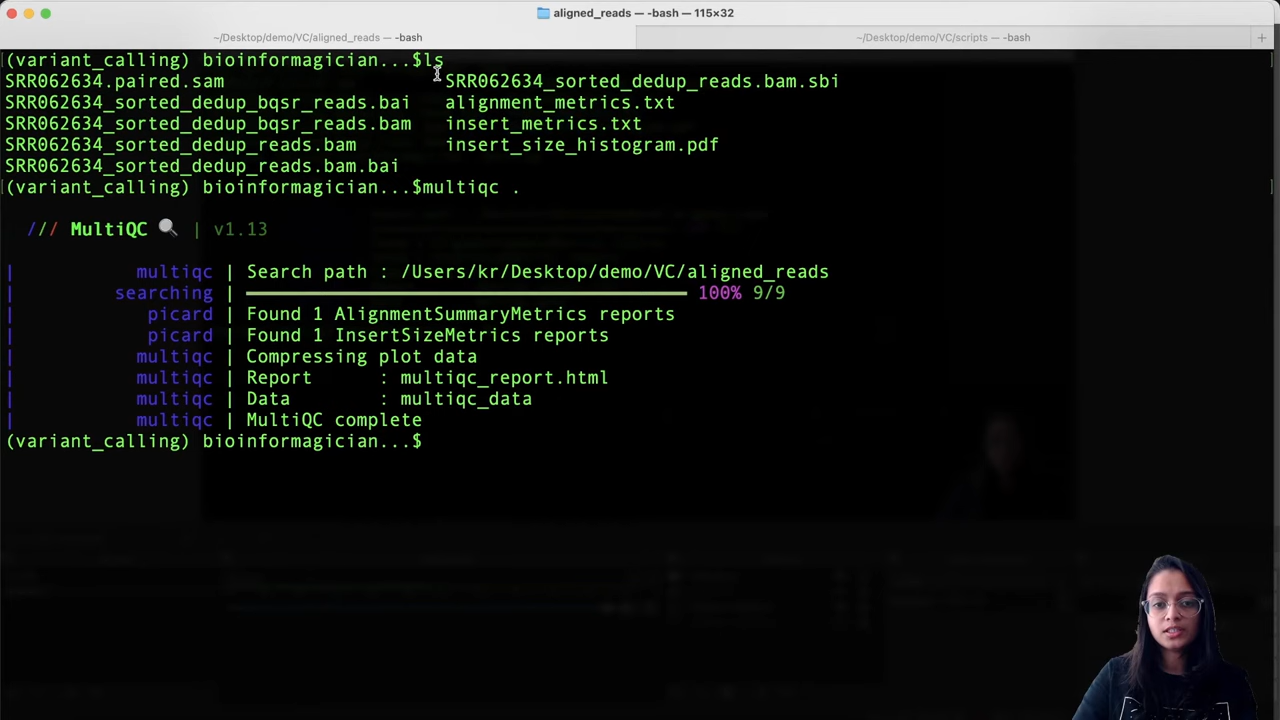 aligned_reads — -bash — 115×32
~/Desktop/demo/VC/aligned_reads — -bash
~/Desktop/demo/VC/scripts — -bash
(variant_calling) bioinformagician...$ls
SRR062634.paired.sam SRR062634_sorted_dedup_reads.bam.sbi
SRR062634_sorted_dedup_bqsr_reads.bai alignment_metrics.txt
SRR062634_sorted_dedup_bqsr_reads.bam insert_metrics.txt
SRR062634_sorted_dedup_reads.bam insert_size_histogram.pdf
SRR062634_sorted_dedup_reads.bam.bai
(variant_calling) bioinformagician...$multiqc .
/// MultiQC 🔍 | v1.13
| multiqc | Search path : /Users/kr/Desktop/demo/VC/aligned_reads
| searching | ━━━━━━━━━━━━━━━━━━━━━━━━━━━━━━━━━━━━━━━━ 100% 9/9
| picard | Found 1 AlignmentSummaryMetrics reports
| picard | Found 1 InsertSizeMetrics reports
| multiqc | Compressing plot data
| multiqc | Report : multiqc_report.html
| multiqc | Data : multiqc_data
| multiqc | MultiQC complete
(variant_calling) bioinformagician...$